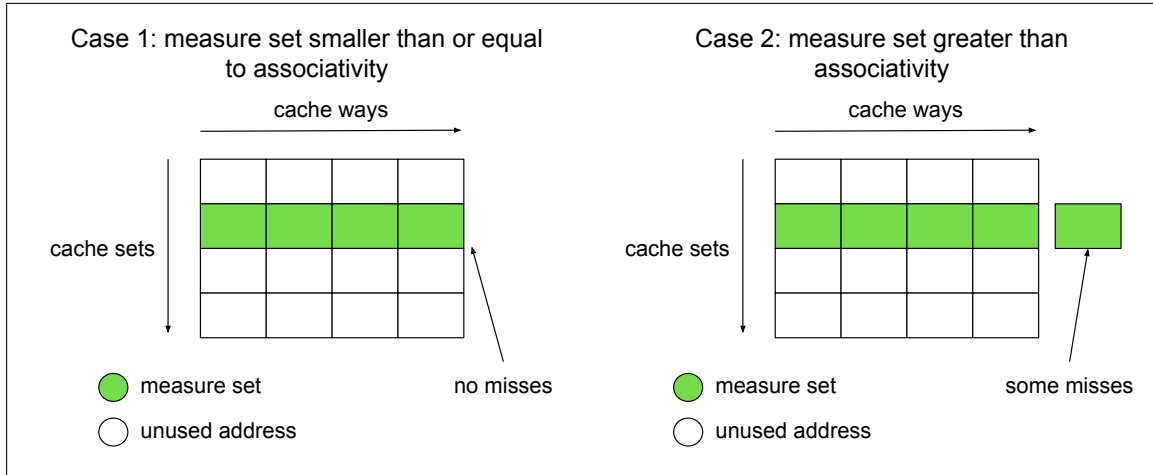 Case 1: measure set smaller than or equal
to associativity
cache ways
cache sets
measure set
no misses
unused address
Case 2: measure set greater than
associativity
cache ways
cache sets
measure set
some misses
unused address